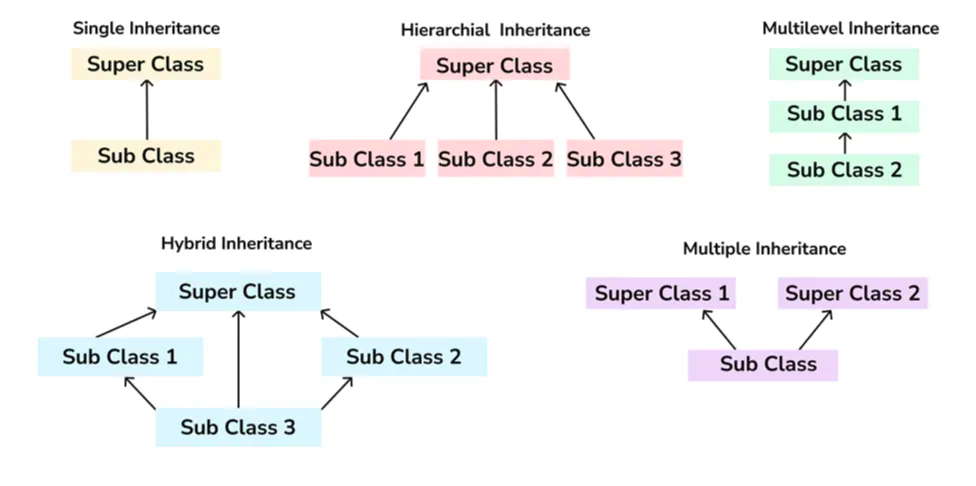 Single Inheritance
Super Class
Sub Class
Hierarchial Inheritance
Super Class
Sub Class 1
Sub Class 2
Sub Class 3
Multilevel Inheritance
Super Class
Sub Class 1
Sub Class 2
Hybrid Inheritance
Super Class
Sub Class 1
Sub Class 2
Sub Class 3
Multiple Inheritance
Super Class 1
Super Class 2
Sub Class